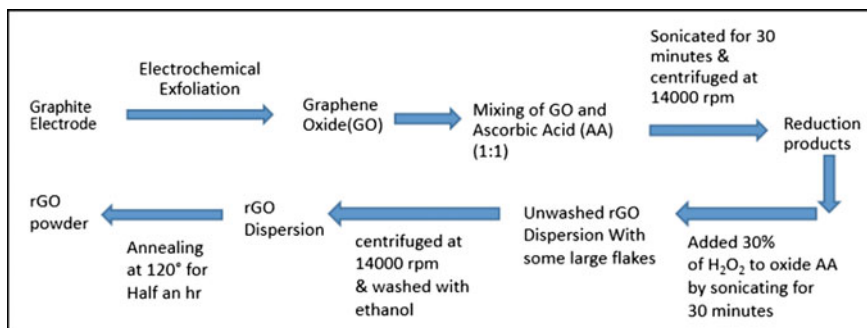 Graphite
Electrode
Electrochemical
Exfoliation
Graphene
Oxide(GO)
Mixing of GO and
Ascorbic Acid (AA)
(1:1)
Sonicated for 30
minutes &
centrifuged at
14000 rpm
Reduction
products
Added 30%
of H₂O₂ to oxide AA
by sonicating for
30 minutes
Unwashed rGO
Dispersion With
some large flakes
centrifuged at
14000 rpm
& washed with
ethanol
rGO
Dispersion
Annealing
at 120° for
Half an hr
rGO
powder